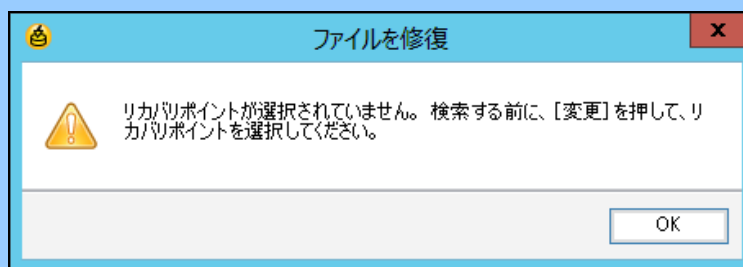 ファイルを修復
x
リカバリポイントが選択されていません。 検索する前に、[変更]を押して、リ
カバリポイントを選択してください。
OK